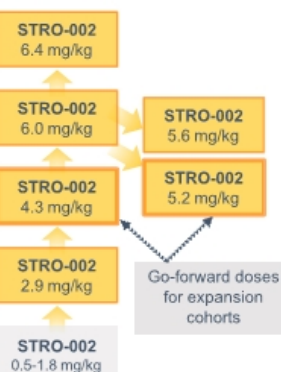 STRO-002
6.4 mg/kg
STRO-002
6.0 mg/kg
STRO-002
5.6 mg/kg
STRO-002
5.2 mg/kg
STRO-002
4.3 mg/kg
STRO-002
2.9 mg/kg
Go-forward doses
for expansion
cohorts
STRO-002
0.5-1.8 mg/kg